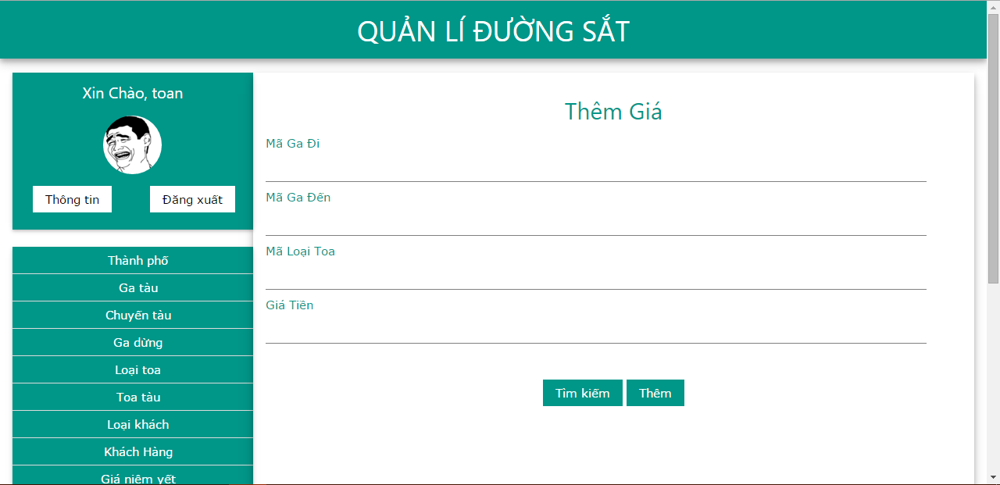 QUẢN LÍ ĐƯỜNG SẮT
Xin Chào, toan
Thông tin
Đăng xuất
Thành phố
Ga tàu
Chuyến tàu
Ga dừng
Loại toa
Toa tàu
Loại khách
Khách Hàng
Giá niêm yết
Thêm Giá
Mã Ga Đi
Mã Ga Đến
Mã Loại Toa
Giá Tiền
Tìm kiếm
Thêm